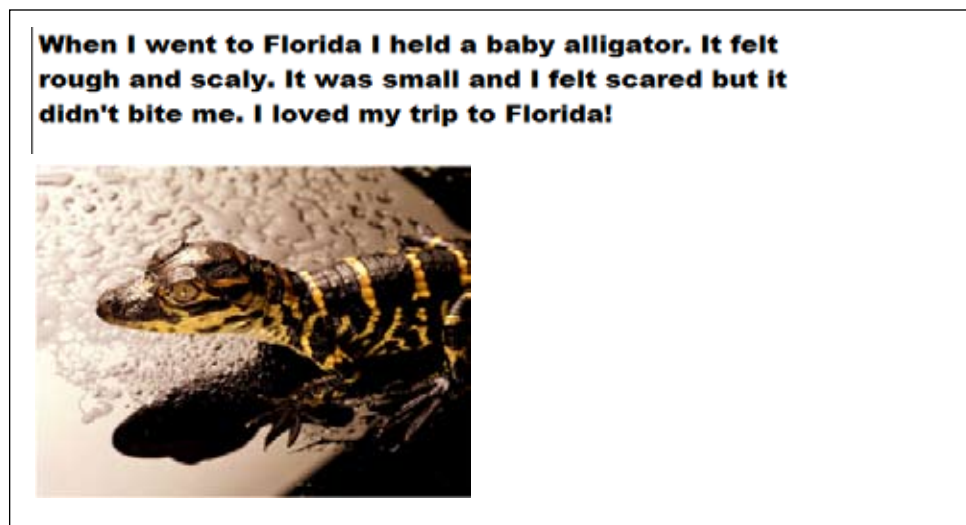 When I went to Florida I held a baby alligator. It felt
rough and scaly. It was small and I felt scared but it
didn't bite me. I loved my trip to Florida!